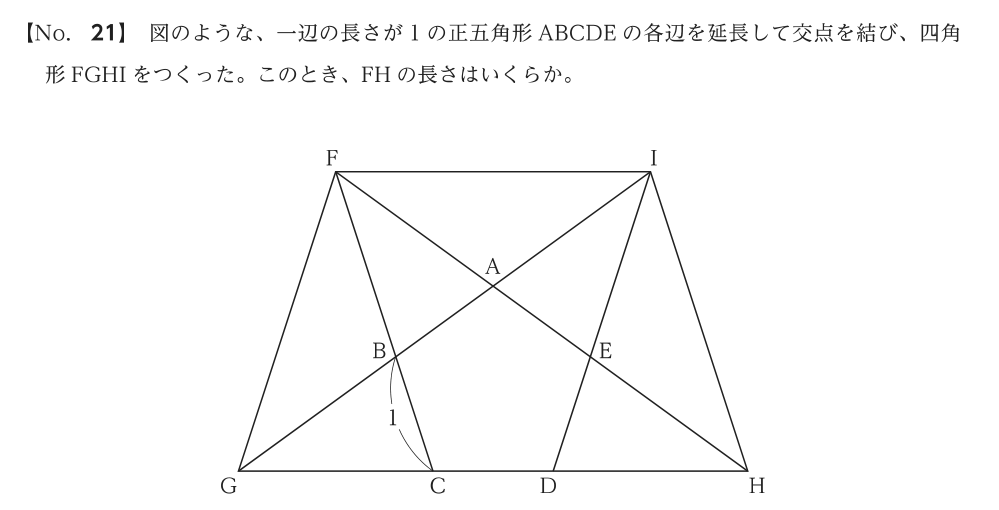 【No. 21】 図のような、一辺の長さが1の正五角形 ABCDE の各辺を延長して交点を結び、四角
形 FGHI をつくった。このとき、FH の長さはいくらか。
F I
A
B E
1
G C D H